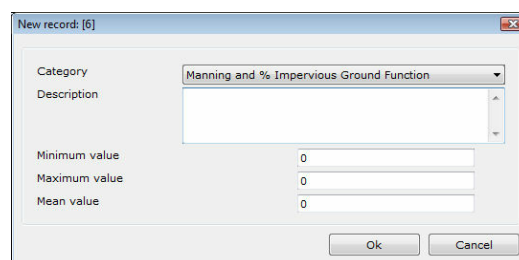 New record: [6]
Category
Manning and % Impervious Ground Function
Description
Minimum value
0
Maximum value
0
Mean value
0
Ok
Cancel